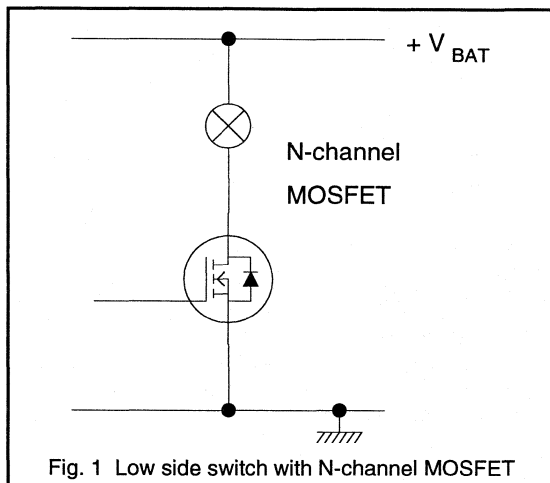 + V BAT
N-channel
MOSFET
Fig. 1 Low side switch with N-channel MOSFET